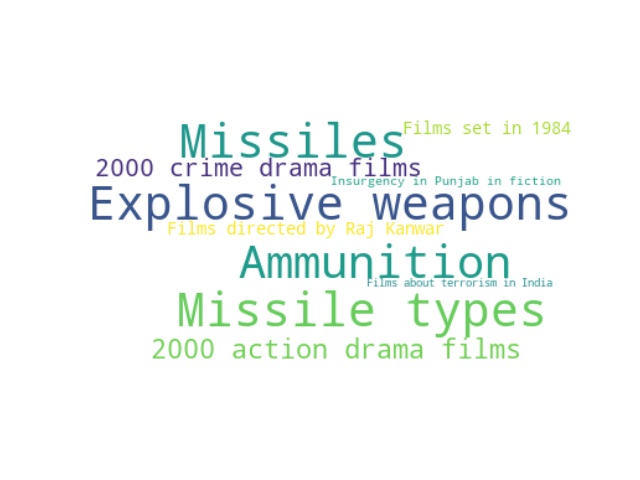 Missiles
Films set in 1984
2000 crime drama films
Insurgency in Punjab in fiction
Explosive weapons
Films directed by Raj Kanwar
Ammunition
Films about terrorism in India
Missile types
2000 action drama films